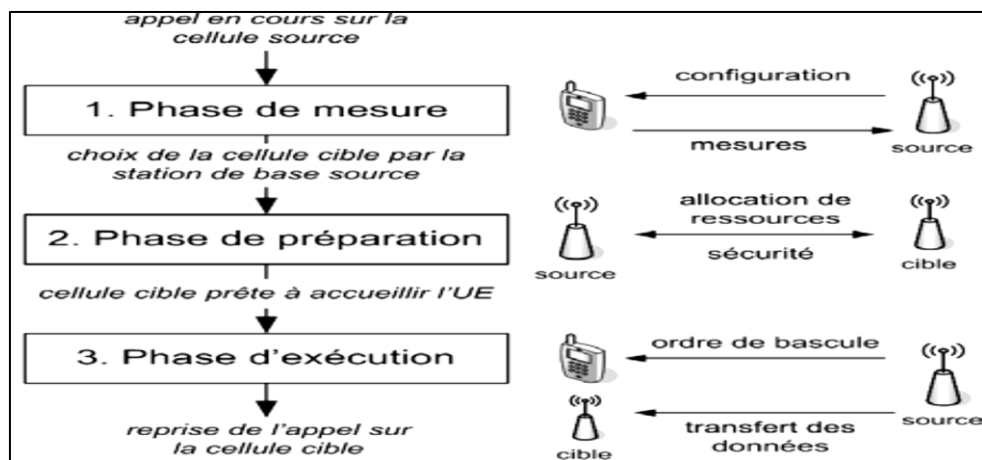 appel en cours sur la
cellule source
1. Phase de mesure
configuration
mesures
source
choix de la cellule cible par la
station de base source
2. Phase de préparation
allocation de
ressources
sécurité
source
cible
cellule cible prête à accueillir l'UE
3. Phase d'exécution
ordre de bascule
source
transfert des
données
cible
reprise de l'appel sur
la cellule cible